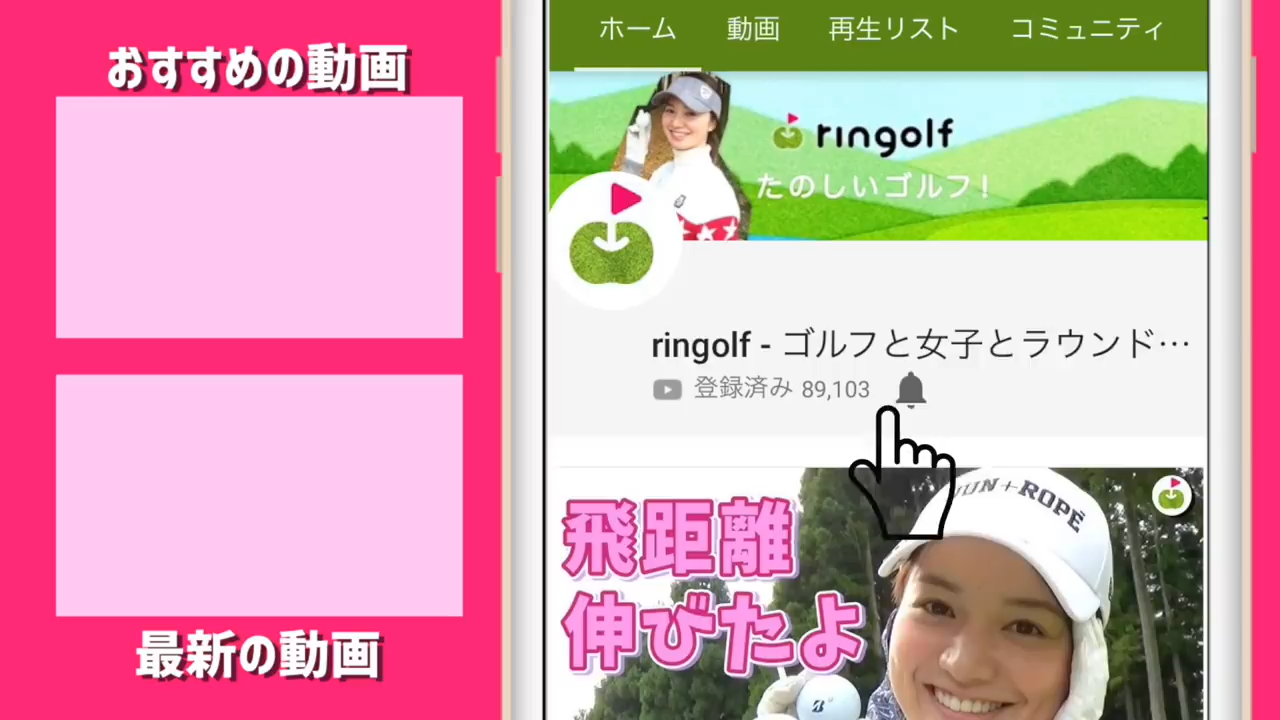 おすすめの動画
最新の動画
ホーム 動画 再生リスト コミュニティ
ringolf
たのしいゴルフ!
ringolf - ゴルフと女子とラウンド…
登録済み 89,103
飛距離
伸びたよ
UN+ROPÉ
B